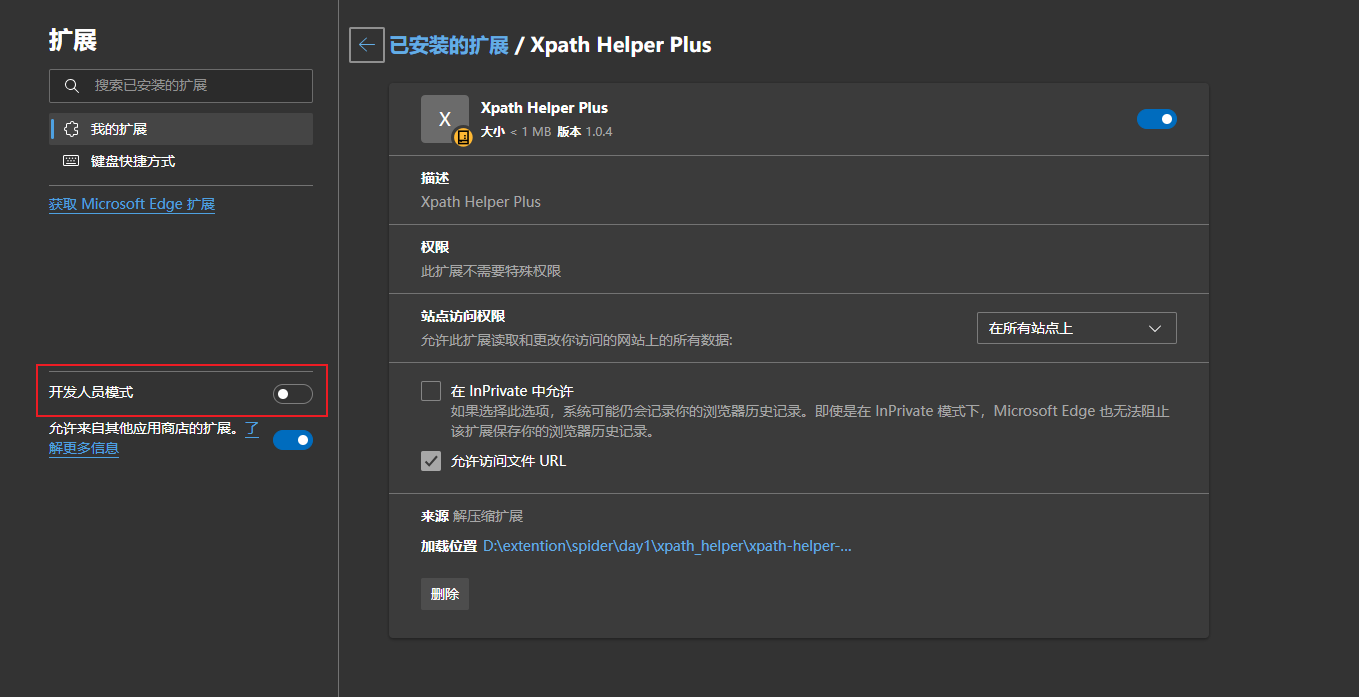 扩展
搜索已安装的扩展
我的扩展
键盘快捷方式
获取 Microsoft Edge 扩展
开发人员模式
允许来自其他应用商店的扩展。了
解更多信息
已安装的扩展 / Xpath Helper Plus
X
Xpath Helper Plus
大小 < 1 MB 版本 1.0.4
描述
Xpath Helper Plus
权限
此扩展不需要特殊权限
站点访问权限
允许此扩展读取和更改你访问的网站上的所有数据:
在所有站点上
在 InPrivate 中允许
如果选择此选项，系统可能仍会记录你的浏览器历史记录。即使是在 InPrivate 模式下，Microsoft Edge 也无法阻止
该扩展保存你的浏览器历史记录。
允许访问文件 URL
来源 解压缩扩展
加载位置 D:\extention\spider\day1\xpath_helper\xpath-helper-...
删除